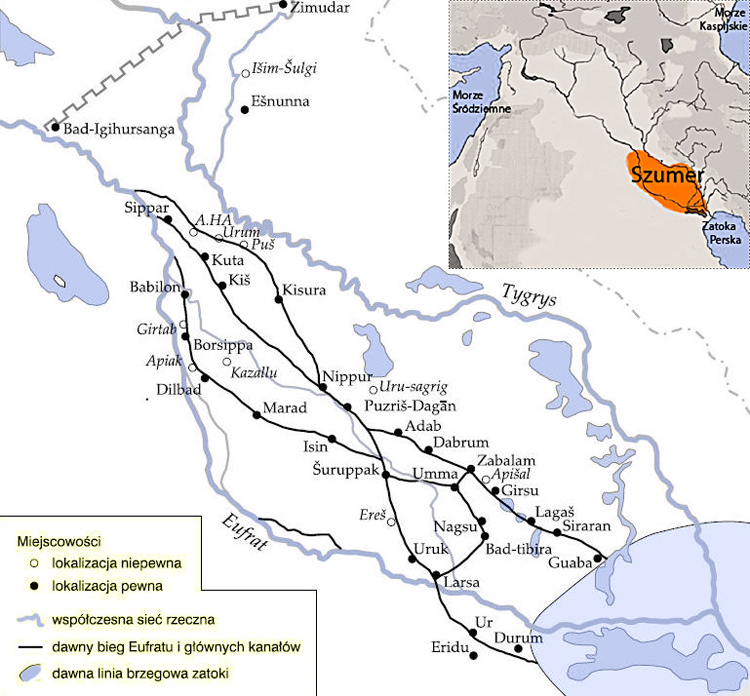 Zimudar
Išim-Šulgi
Ešnunna
Bad-Igihursanga
Morze
Kaspijskie
Morze
Śródziemne
Szumer
Zatoka
Perska
Sippar
A.HA
Urum
Puš
Kuta
Kiš
Babilon
Kisura
Tygrys
Girtab
Borsippa
Apiak
Kazallu
Dilbad
Nippur
Uru-sagrig
Puzriš-Dagān
Marad
Adab
Isin
Dabrum
Šuruppak
Umma
Zabalam
Apišal
Girsu
Ereš
Nagsu
Lagaš
Siraran
Eufrat
Uruk
Bad-tibira
Guaba
Larsa
Ur
Eridu
Durum
Miejscowości
lokalizacja niepewna
lokalizacja pewna
współczesna sieć rzeczna
dawny bieg Eufratu i głównych kanałów
dawna linia brzegowa zatoki